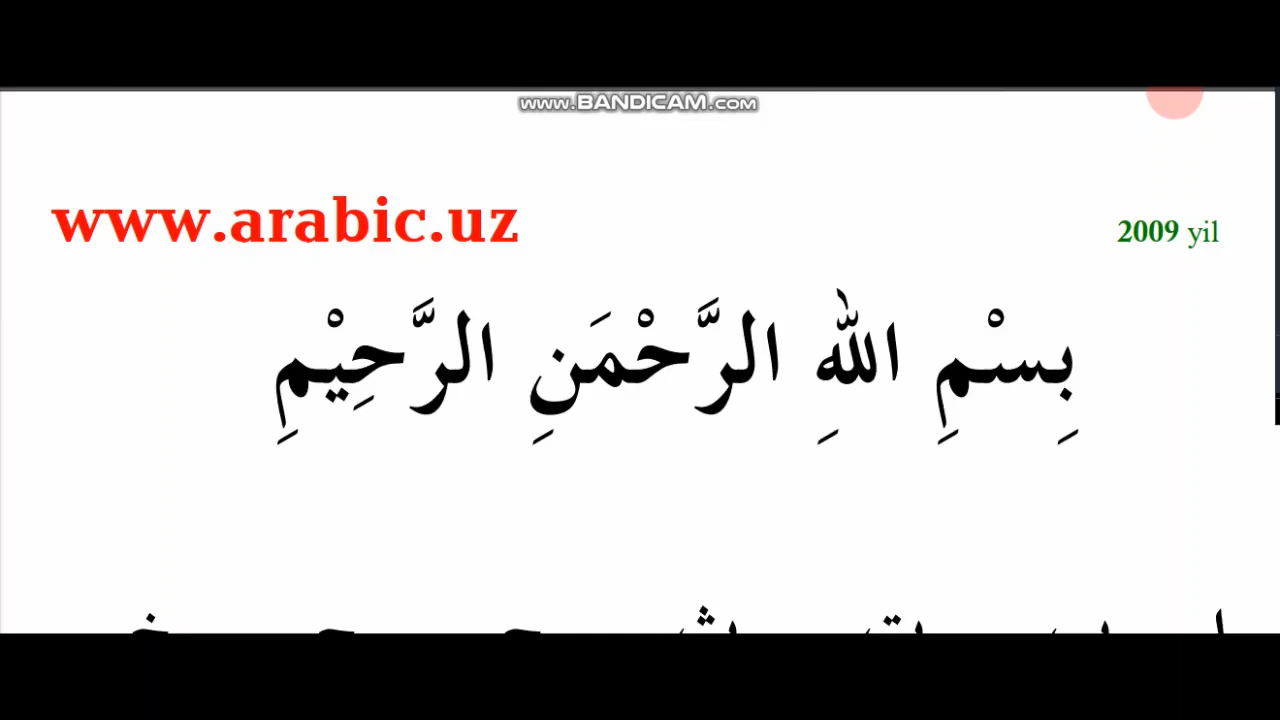 www.BANDICAM.com
www.arabic.uz 2009 yil
بِسْمِ اللهِ الرَّحْمَنِ الرَّحِيْمِ